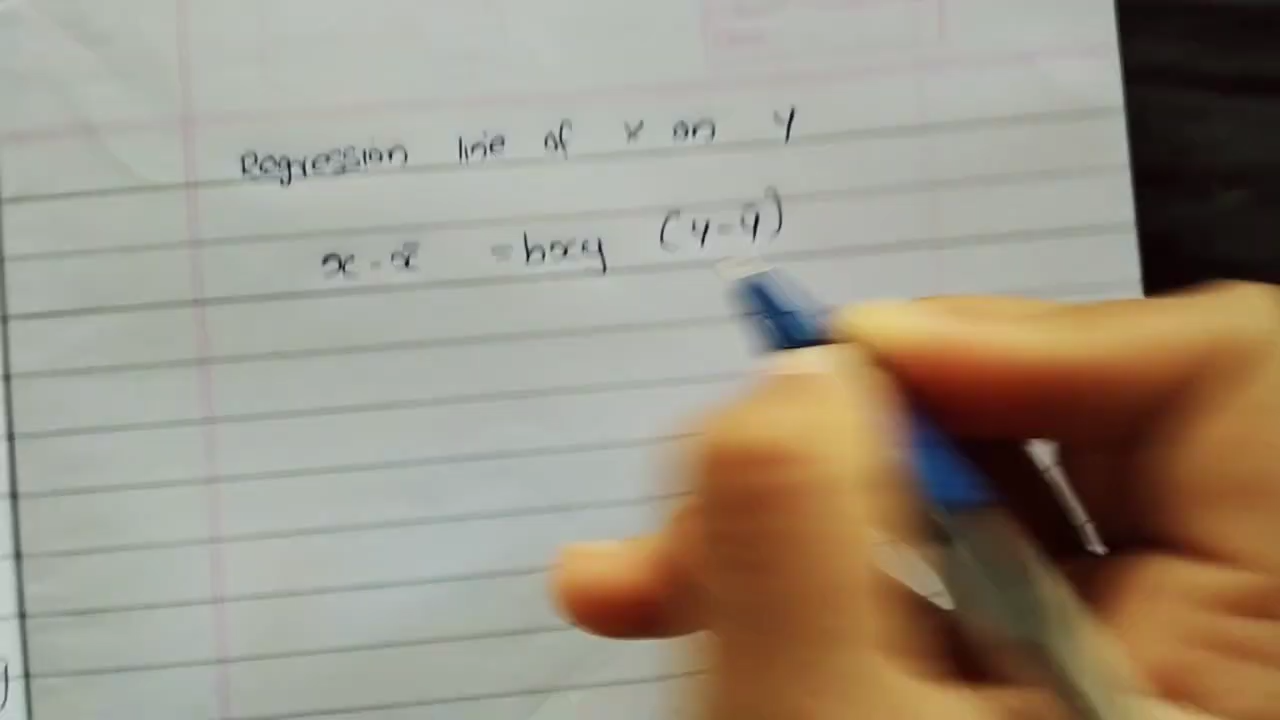 Regression line of x on y
x - x̄ = bxy (y - ȳ)